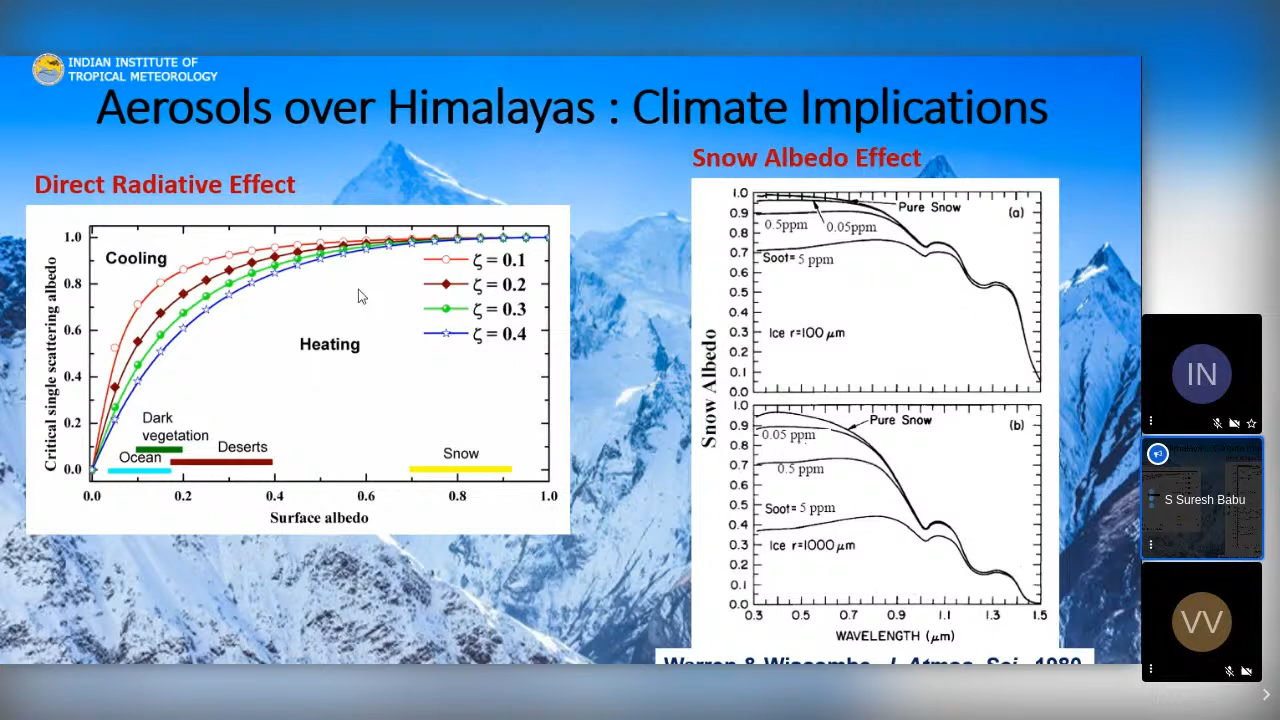 INDIAN INSTITUTE OF
TROPICAL METEOROLOGY
Aerosols over Himalayas : Climate Implications
Direct Radiative Effect
Snow Albedo Effect
Critical single scattering albedo
1.0
0.8
0.6
0.4
0.2
0.0
Cooling
Heating
ζ = 0.1
ζ = 0.2
ζ = 0.3
ζ = 0.4
Dark
vegetation
Ocean
Deserts
Snow
0.0 0.2 0.4 0.6 0.8 1.0
Surface albedo
Snow Albedo
1.0
0.9
0.8
0.7
0.6
0.5
0.4
0.3
0.2
0.1
0.0
Pure Snow
(a)
0.5ppm
0.05ppm
Soot= 5 ppm
Ice r=100 μm
1.0
0.9
0.8
0.7
0.6
0.5
0.4
0.3
0.2
0.1
0.0
Pure Snow
(b)
0.05 ppm
0.5 ppm
Soot= 5 ppm
Ice r=1000 μm
0.3 0.5 0.7 0.9 1.1 1.3 1.5
WAVELENGTH (μm)
Warren & Wiscombe, J. Atmos. Sci., 1980
IN
S Suresh Babu
VV